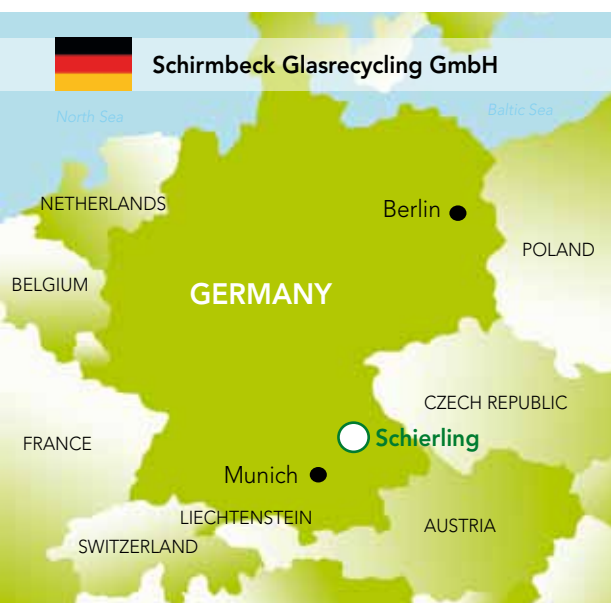 Schirmbeck Glasrecycling GmbH
North Sea
Baltic Sea
NETHERLANDS
Berlin
POLAND
BELGIUM
GERMANY
CZECH REPUBLIC
FRANCE
Schierling
Munich
LIECHTENSTEIN
AUSTRIA
SWITZERLAND